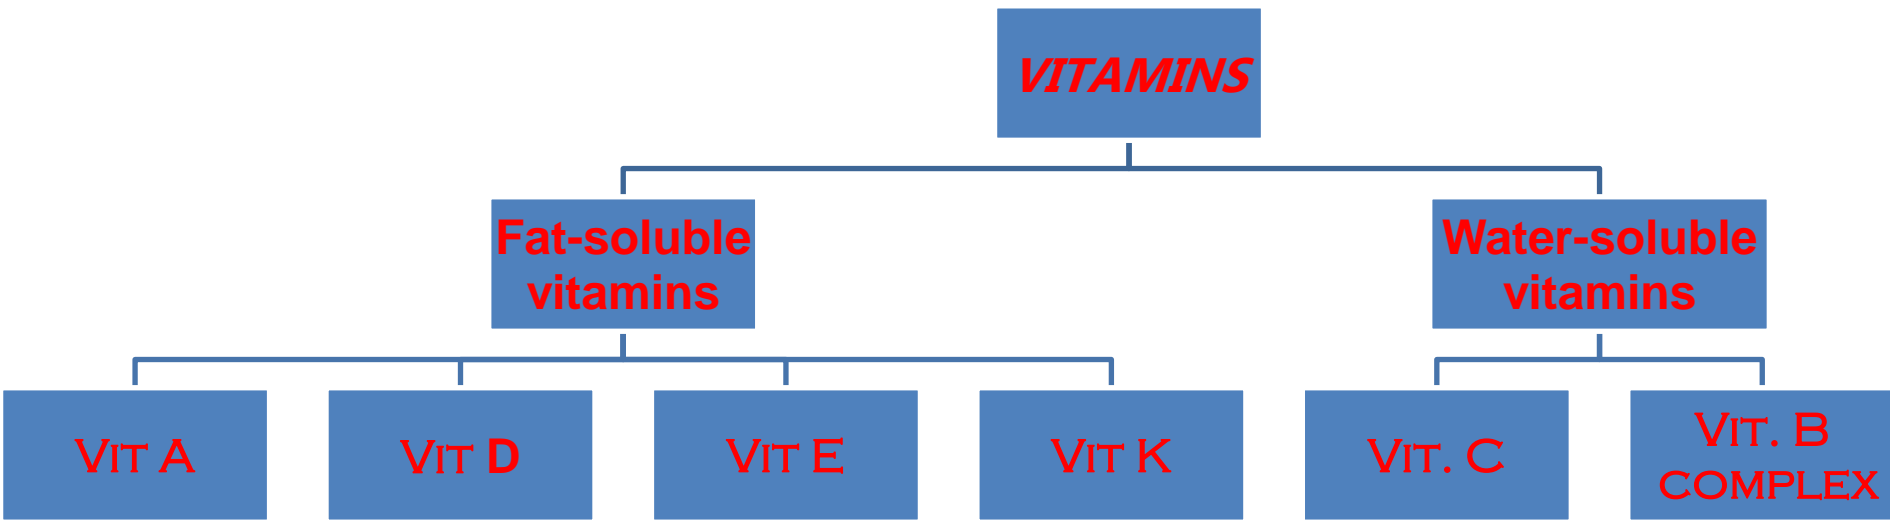 VITAMINS
Fat-soluble
vitamins
Water-soluble
vitamins
VIT A
VIT D
VIT E
VIT K
VIT. C
VIT. B
COMPLEX